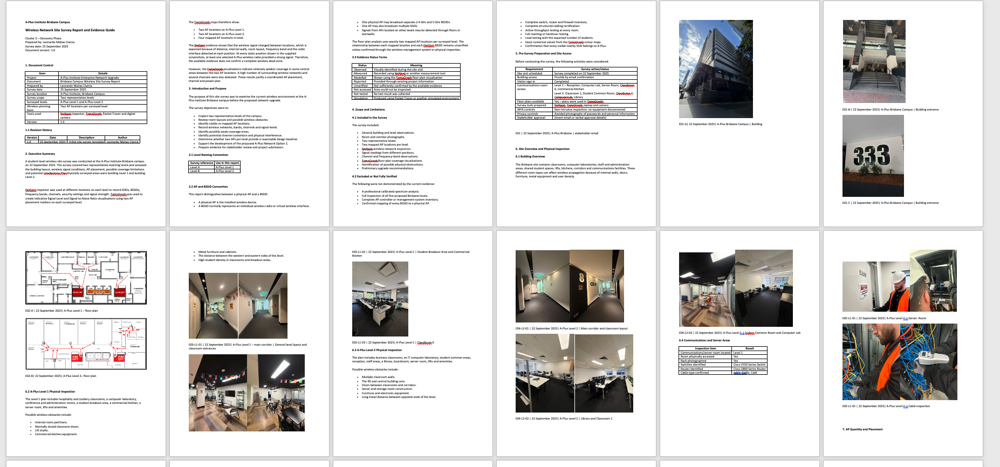 A-Plus Institute Brisbane Campus
Wireless Network Site Survey Report and Evidence Guide
Cluster 5 – Discovery Phase
Prepared by: Leonardo Matias Ciarcia
Survey date: 25 September 2025
Document version: 1.0
1. Document Control
Item Details
Project A-Plus Institute Enterprise Network Upgrade
Document Brisbane Campus Wireless Site Survey Report
Prepared by Leonardo Matias Ciarcia
Survey date 25 September 2025
Survey location A-Plus Institute, Brisbane
Survey scope Two representative levels
Surveyed levels A-Plus Level 1 and A-Plus Level 2
Wireless planning Two AP locations per surveyed level
basis
Tools used NetSpot Inspector, TamoGraph, Packet Tracer and digital
camera
Version 1.0
1.1 Revision History
Version Date Description Author
1.0 25 September 2025 Initial site-survey template Leonardo Matias Ciarcia
2. Executive Summary
A student-level wireless site survey was conducted at the A-Plus Institute Brisbane campus
on 22 September 2025. The survey covered two representative teaching levels and assessed
the building layout, wireless signal conditions, AP placement, possible coverage limitations
and potential interference. The physically surveyed areas were building Level 1 and building
Level 2.
NetSpot Inspector was used at different locations on each level to record SSIDs, BSSIDs,
frequency bands, channels, security settings and signal strength. TamoGraph was used to
create indicative Signal Level and Signal-to-Noise Ratio visualisations using two AP
placement markers on each surveyed level.
The TamoGraph maps therefore show:
• Two AP locations on A-Plus Level 1.
• Two AP locations on A-Plus Level 2.
• Four mapped AP locations in total.
The NetSpot evidence shows that the wireless signal changed between locations, which is
expected because of distance, internal walls, room layout, frequency band and the radio
interface detected at each position. At every static position shown in the supplied
screenshots, at least one selected A-Plus wireless radio provided a strong signal. Therefore,
the available evidence does not confirm a complete wireless dead zone.
However, the TamoGraph visualisations indicate relatively weaker coverage in some central
areas between the two AP locations. A high number of surrounding wireless networks and
several channels were also detected. These results justify a coordinated AP placement,
channel and power plan.
3. Introduction and Purpose
The purpose of this site survey was to examine the current wireless environment at the A-
Plus Institute Brisbane campus before the proposed network upgrade.
The survey objectives were to:
• Inspect two representative levels of the campus.
• Review room layouts and possible wireless obstacles.
• Identify visible or mapped AP locations.
• Record wireless networks, bands, channels and signal levels.
• Identify possible weak-coverage areas.
• Identify potential channel contention and physical interference.
• Determine whether two APs per level provide a reasonable design baseline.
• Support the development of the proposed A-Plus Network Option 2.
• Prepare evidence for stakeholder review and project submission.
3.1 Level-Naming Convention
Survey reference Use in this report
Level A A-Plus Level 1
Level B A-Plus Level 2
3.2 AP and BSSID Convention
This report distinguishes between a physical AP and a BSSID:
• A physical AP is the installed wireless device.
• A BSSID normally represents an individual wireless radio or virtual wireless interface.
• One physical AP may broadcast separate 2.4 GHz and 5 GHz BSSIDs.
• One AP may also broadcast multiple SSIDs.
• Signals from APs located on other levels may be detected through floors or
stairwells.
The floor-plan analysis uses exactly two mapped AP locations per surveyed level. The
relationship between each mapped location and each NetSpot BSSID remains unverified
unless confirmed through the wireless-management system or physical inspection.
3.3 Evidence Status Terms
Status Meaning
Observed Visually identified during the site visit
Measured Recorded using NetSpot or another measurement tool
Modelled Shown using the TamoGraph floor-plan visualisation
Reported Provided through existing project information
Unverified Not sufficiently confirmed by the available evidence
Not accessed Area could not be inspected
Not tested No test result was collected
Simulation Produced using Packet Tracer or another simulated environment
4. Scope and Limitations
4.1 Included in the Survey
The survey included:
• General building and level observations.
• Room and corridor photographs.
• Two representative levels.
• Two mapped AP locations per level.
• NetSpot wireless-network inspection.
• Signal readings from different positions.
• Channel and frequency-band observations.
• TamoGraph floor-plan coverage visualisations.
• Identification of possible physical obstructions.
• Preliminary upgrade recommendations.
4.2 Excluded or Not Fully Verified
The following were not demonstrated by the current evidence:
• A professional calibrated spectrum analysis.
• Full inspection of all five proposed Brisbane levels.
• Complete AP controller or management-system inventory.
• Confirmed mapping of every BSSID to a physical AP.
• Complete switch, router and firewall inventory.
• Complete structured-cabling certification.
• Active throughput testing at every room.
• Full roaming or handover testing.
• Load testing with the expected number of students.
• Exact numerical values from the TamoGraph colour maps.
• Confirmation that every nearby visible SSID belongs to A-Plus.
5. Pre-Survey Preparation and Site Access
Before conducting the survey, the following activities were considered:
Requirement Survey action/status
Site visit scheduled Survey completed on 22 September 2025
Building access Provide by email confirmation
Visitor sign-in Completed
Communications-room Level 1 – Reception, Computer Lab, Server Room, ClassRoom
access 6, Commercial Kitchen
Level 2- Classroom 1, Student Common Room, ClassRoom 4,
ComputerLab, Library
Floor plans available Yes – plans were used in TamoGraph
Survey tools prepared NetSpot, TamoGraph, laptop and camera
WHS controls Non-intrusive inspection; no equipment disconnected
Privacy controls Avoided photographs of passwords and personal information
Stakeholder approval [Insert email or verbal approval details]
E01 | 22 September 2025| A-Plus Brisbane | stakeholder email
6. Site Overview and Physical Inspection
6.1 Building Overview
The Brisbane site contains classrooms, computer laboratories, staff and administration
areas, shared student spaces, lifts, kitchens, corridors and communications facilities. These
different room types can affect wireless propagation because of internal walls, doors,
furniture, metal equipment and user density.
E01-A| 22 September 2025| A-Plus Brisbane Campus | Building
E01-B | 22 September 2025| A-Plus Brisbane Campus | Building entrance
333
E01-C | 22 September 2025| A-Plus Brisbane Campus | Building entrance
E02-A | 22 September 2025| A-Plus Level 1 – floor plan
FIRE EXIT
FIRE EXIT
E02-B| 22 September 2025| A-Plus Level 2– floor plan
6.2 A-Plus Level 1 Physical Inspection
The Level 1 plan includes hospitality and cookery classrooms, a computer laboratory,
conference and administration rooms, a student breakout area, a commercial kitchen, a
server room, lifts and amenities.
Possible wireless obstacles include:
• Internal room partitions.
• Normally closed classroom doors.
• Lift shafts.
• Commercial-kitchen equipment.
• Metal furniture and cabinets.
• The distance between the western and eastern sides of the level.
• High student density in classrooms and breakout areas.
E03-L1-01 | 22 September 2025| A-Plus Level 1 – main corridor | General level layout and
classroom entrances
E03-L1-02 | 22 September 2025| A-Plus Level 1 | Student Breakout Area and Commercial
Kitchen
E03-L1-03 | 22 September 2025| A-Plus Level 1 | ClassRoom 6
6.3 A-Plus Level 2 Physical Inspection
The plan includes business classrooms, an IT computer laboratory, student common areas,
reception, staff areas, a library, boardroom, server room, lifts and amenities.
Possible wireless obstacles include:
• Multiple classroom walls.
• The lift and central building core.
• Doors between classrooms and corridors.
• Server and storage-room construction.
• Furniture and electronic equipment.
• Long travel distance between opposite ends of the level.
8
E04-L2-01 | 22 September 2025| A-Plus Level 2 | Main corridor and classroom layout
E04-L2-02 | 22 September 2025| A-Plus Level 2 | Library and Classroom 1
E04-L2-03 | 22 September 2025| A-Plus Level 2 | Common Room and Computer Lab
6.4 Communications and Server Areas
Inspection item Result
Communications/server room located Level 1
Room physically accessed Yes
Rack photographed Yes
Switches identified Cisco 3550 Series Switch
Router identified Cisco 2800 Series Router
Cable type confirmed Cat5e, Cat6
E05-L1-01 | 22 September 2025| A-Plus Level 2 | Server- Room
E05-L1-01 | 22 September 2025| A-Plus Level 2 | Cable inspection
7. AP Quantity and Placement